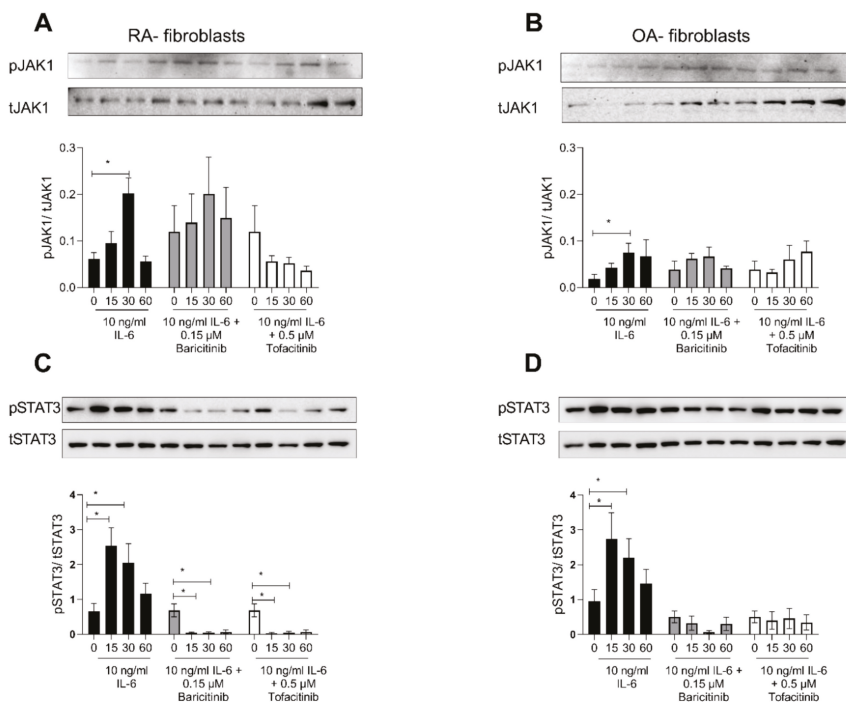 A
RA- fibroblasts
pJAK1
tJAK1
0.3
0.2
0.1
0.0
pJAK1/ tJAK1
*
0 15 30 60 0 15 30 60 0 15 30 60
10 ng/ml
IL-6
10 ng/ml IL-6 +
0.15 µM
Baricitinib
10 ng/ml IL-6
+ 0.5 µM
Tofacitinib
B
OA- fibroblasts
pJAK1
tJAK1
0.3
0.2
0.1
0.0
pJAK1/ tJAK1
*
0 15 30 60 0 15 30 60 0 15 30 60
10 ng/ml
IL-6
10 ng/ml IL-6 +
0.15 µM
Baricitinib
10 ng/ml IL-6
+ 0.5 µM
Tofacitinib
C
pSTAT3
tSTAT3
4
3
2
1
0
pSTAT3/ tSTAT3
*
*
*
*
*
*
0 15 30 60 0 15 30 60 0 15 30 60
10 ng/ml
IL-6
10 ng/ml IL-6 +
0.15 µM
Baricitinib
10 ng/ml IL-6
+ 0.5 µM
Tofacitinib
D
pSTAT3
tSTAT3
4
3
2
1
0
pSTAT3/ tSTAT3
*
*
0 15 30 60 0 15 30 60 0 15 30 60
10 ng/ml
IL-6
10 ng/ml IL-6 +
0.15 µM
Baricitinib
10 ng/ml IL-6
+ 0.5 µM
Tofacitinib